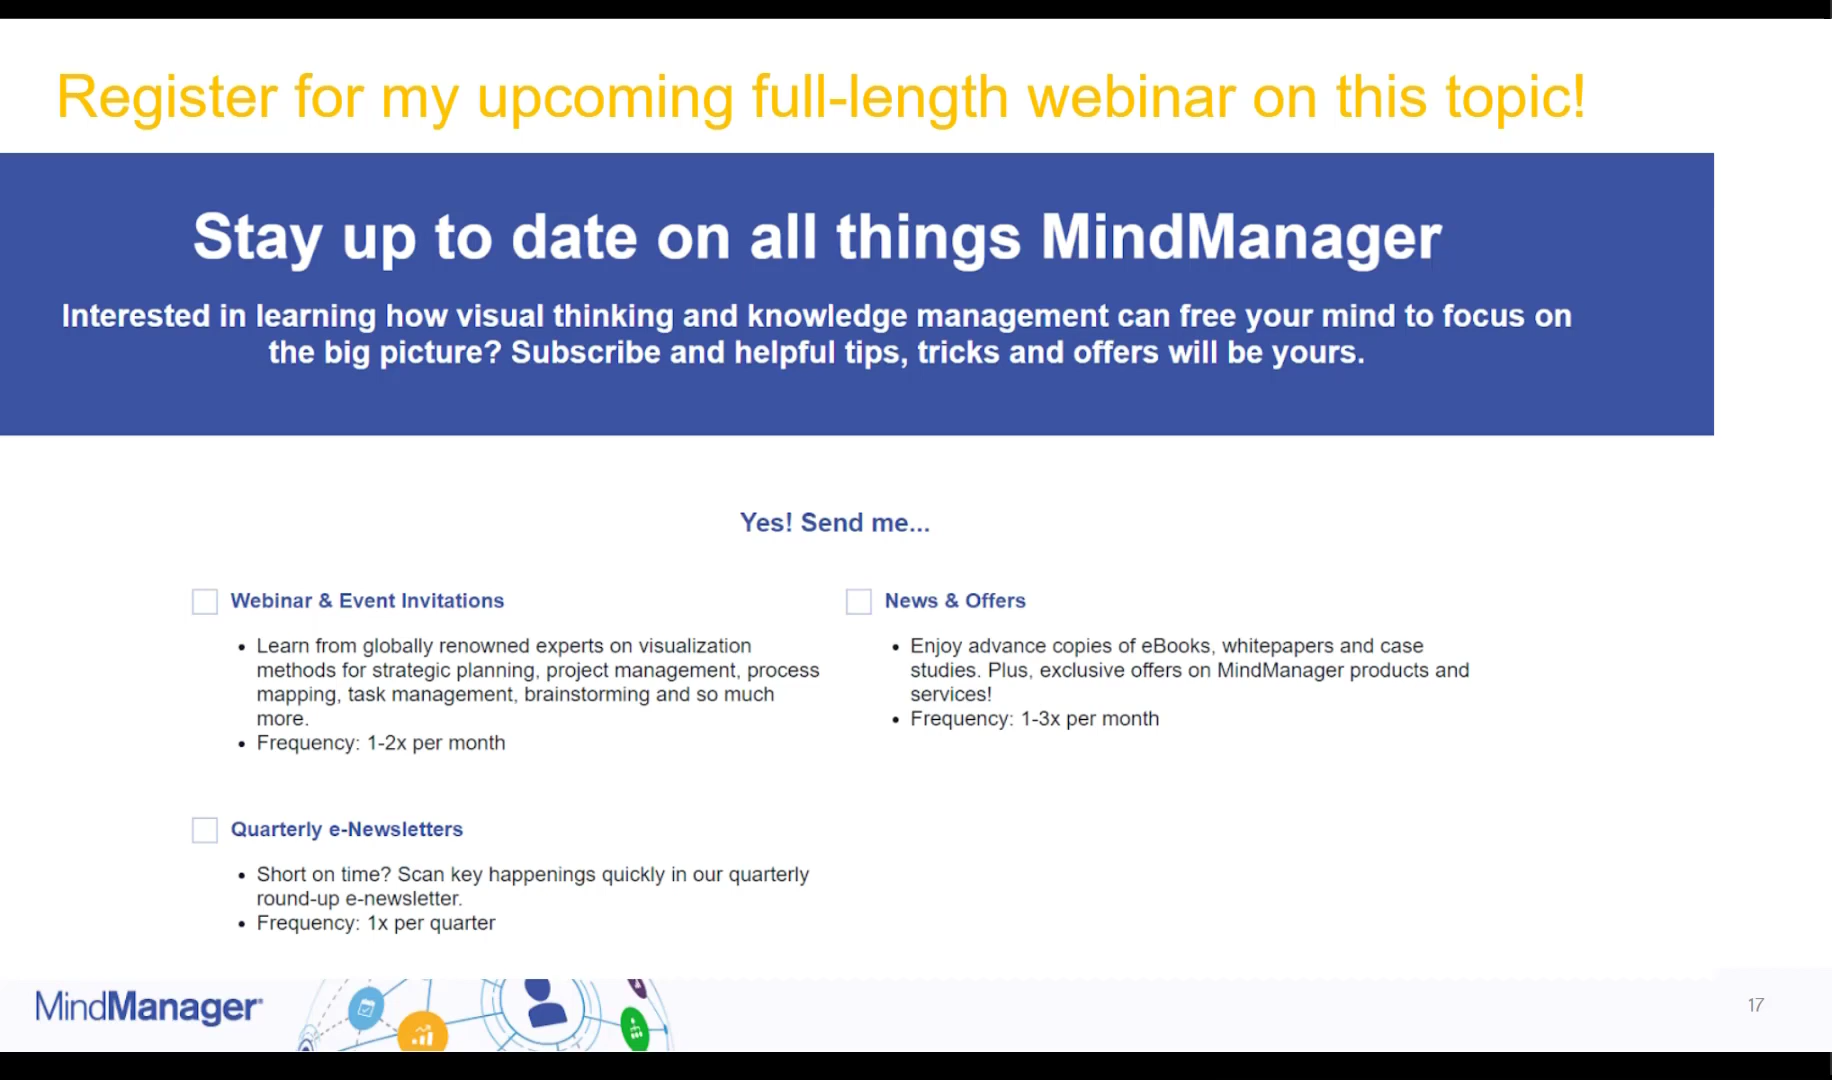 Register for my upcoming full-length webinar on this topic!
Stay up to date on all things MindManager
Interested in learning how visual thinking and knowledge management can free your mind to focus on
the big picture? Subscribe and helpful tips, tricks and offers will be yours.
Yes! Send me...
Webinar & Event Invitations
• Learn from globally renowned experts on visualization
methods for strategic planning, project management, process
mapping, task management, brainstorming and so much
more.
• Frequency: 1-2x per month
News & Offers
• Enjoy advance copies of eBooks, whitepapers and case
studies. Plus, exclusive offers on MindManager products and
services!
• Frequency: 1-3x per month
Quarterly e-Newsletters
• Short on time? Scan key happenings quickly in our quarterly
round-up e-newsletter.
• Frequency: 1x per quarter
MindManager
17